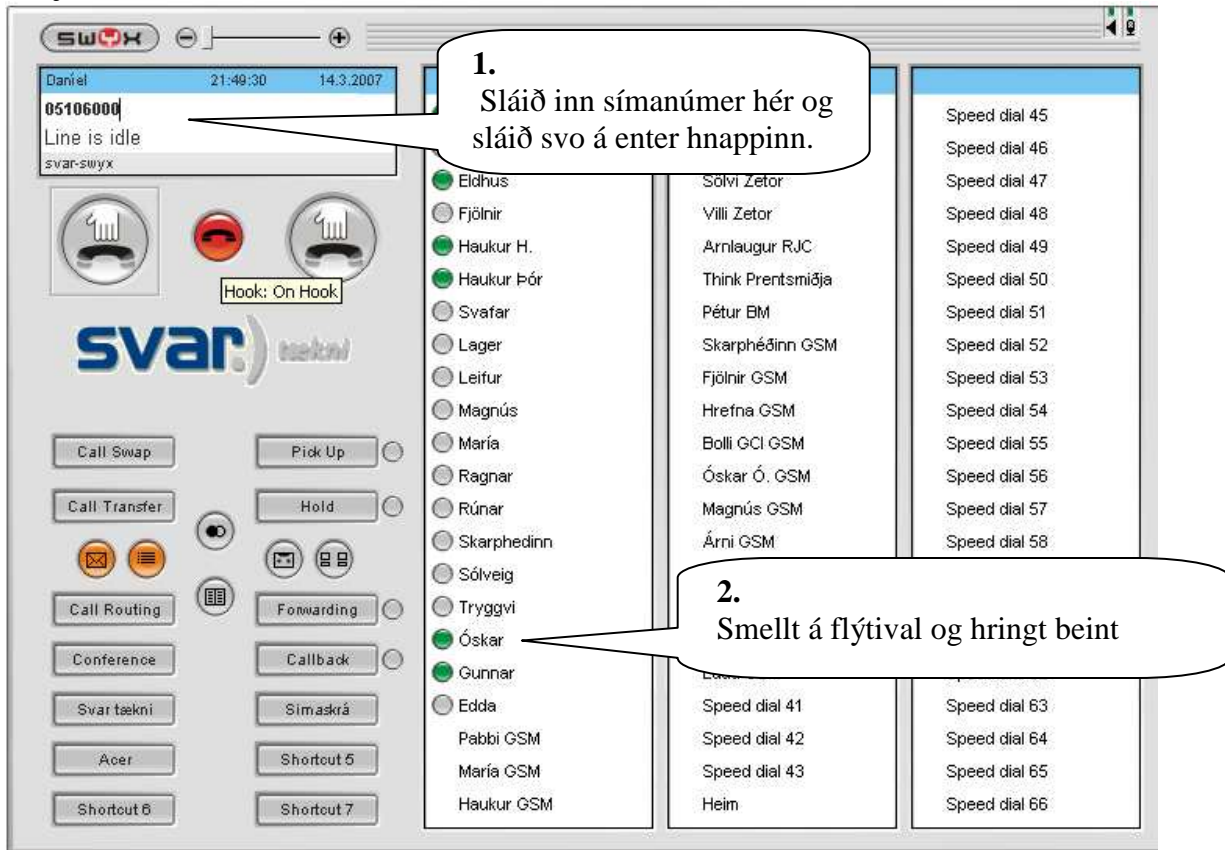 swyx
Daníel 21:49:30 14.3.2007
05106000
Line is idle
svar-swyx
1.
Sláið inn símanúmer hér og
sláið svo á enter hnappinn.
Hook: On Hook
svar tækni
Call Swap
Pick Up
Call Transfer
Hold
Call Routing
Forwarding
Conference
Callback
Svar tækni
Símaskrá
Acer
Shortcut 5
Shortcut 6
Shortcut 7
Eldhus
Fjölnir
Haukur H.
Haukur Þór
Svafar
Lager
Leifur
Magnús
María
Ragnar
Rúnar
Skarphedinn
Sólveig
Tryggvi
Óskar
Gunnar
Edda
Pabbi GSM
María GSM
Haukur GSM
Sölvi Zetor
Villi Zetor
Arnlaugur RJC
Think Prentsmiðja
Pétur BM
Skarphéðinn GSM
Fjölnir GSM
Hrefna GSM
Bolli GCI GSM
Óskar Ó. GSM
Magnús GSM
Árni GSM
2.
Smellt á flýtival og hringt beint
Speed dial 41
Speed dial 42
Speed dial 43
Heim
Speed dial 45
Speed dial 46
Speed dial 47
Speed dial 48
Speed dial 49
Speed dial 50
Speed dial 51
Speed dial 52
Speed dial 53
Speed dial 54
Speed dial 55
Speed dial 56
Speed dial 57
Speed dial 58
Speed dial 63
Speed dial 64
Speed dial 65
Speed dial 66